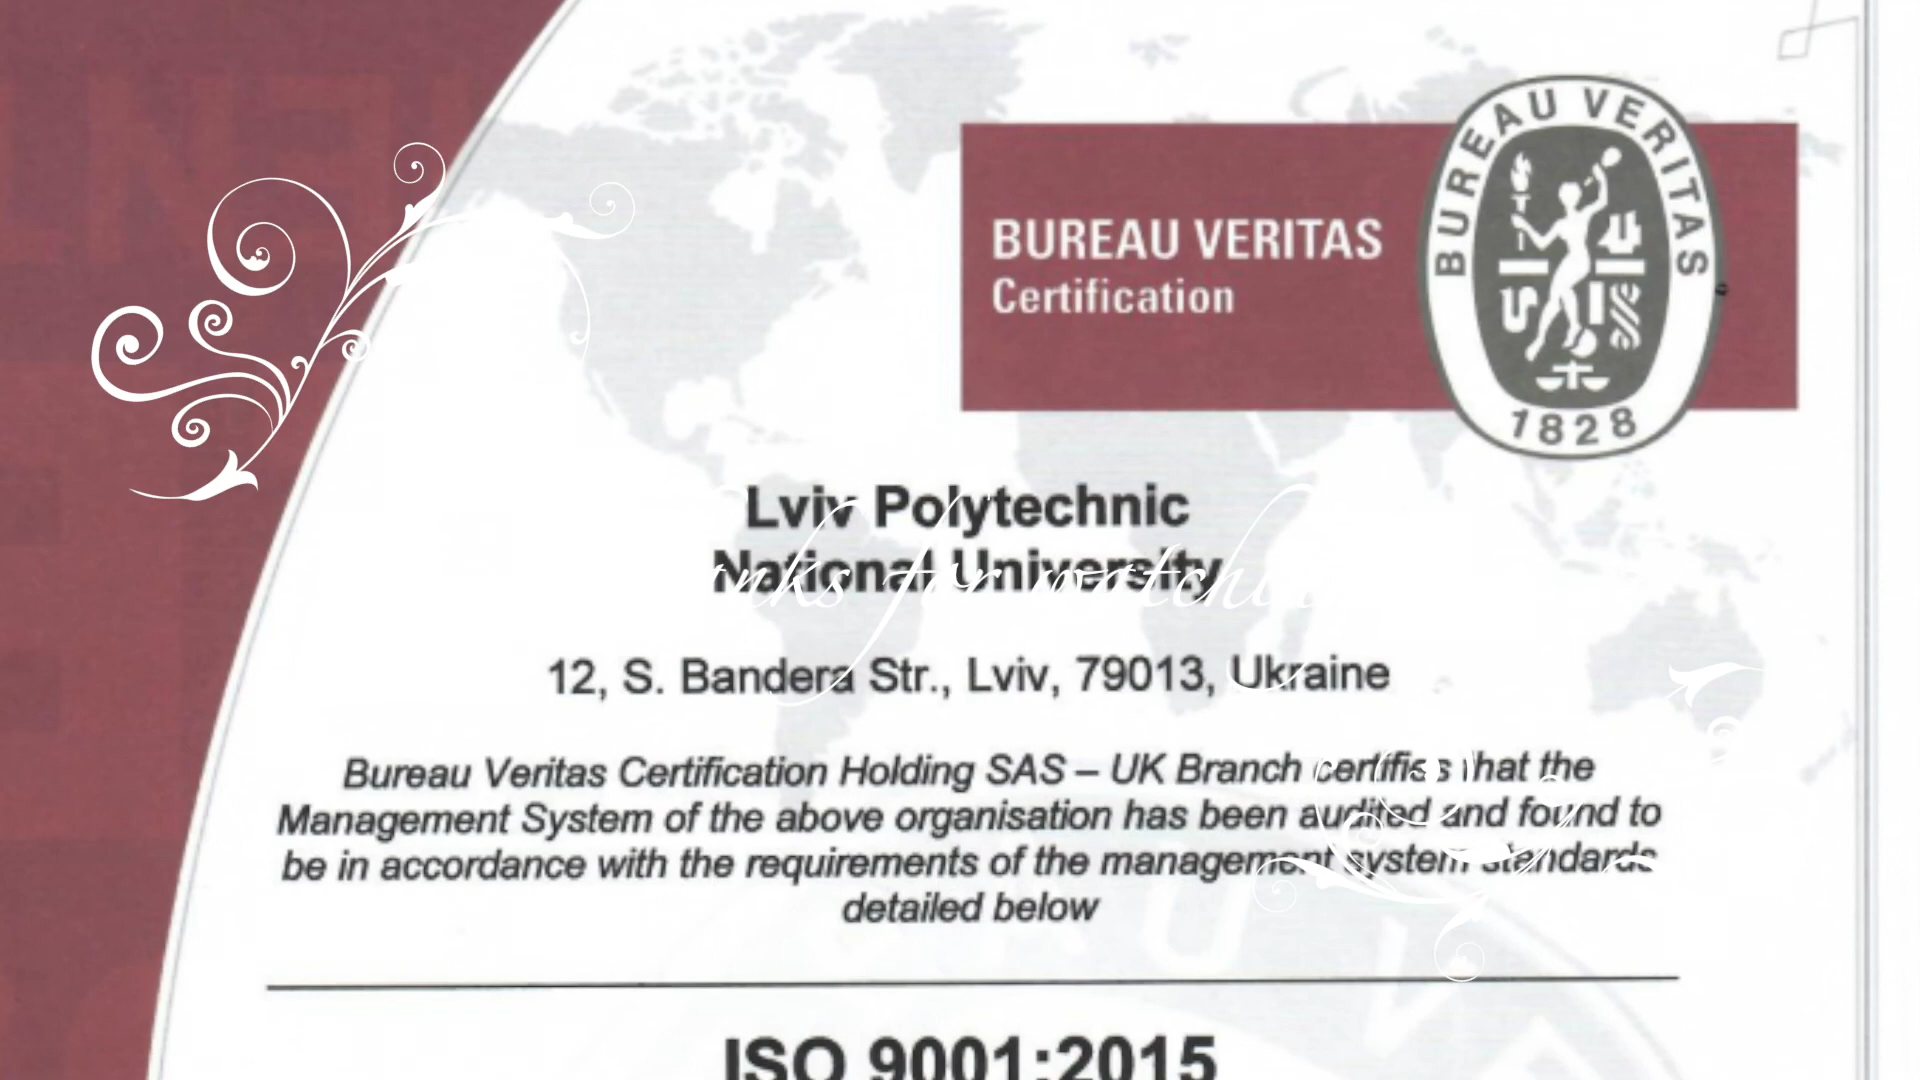 BUREAU VERITAS
Certification
BUREAU VERITAS
1828
Lviv Polytechnic
National University
for watching
12, S. Bandera Str., Lviv, 79013, Ukraine
Bureau Veritas Certification Holding SAS – UK Branch certifies that the
Management System of the above organisation has been audited and found to
be in accordance with the requirements of the management system standards
detailed below
ISO 9001:2015